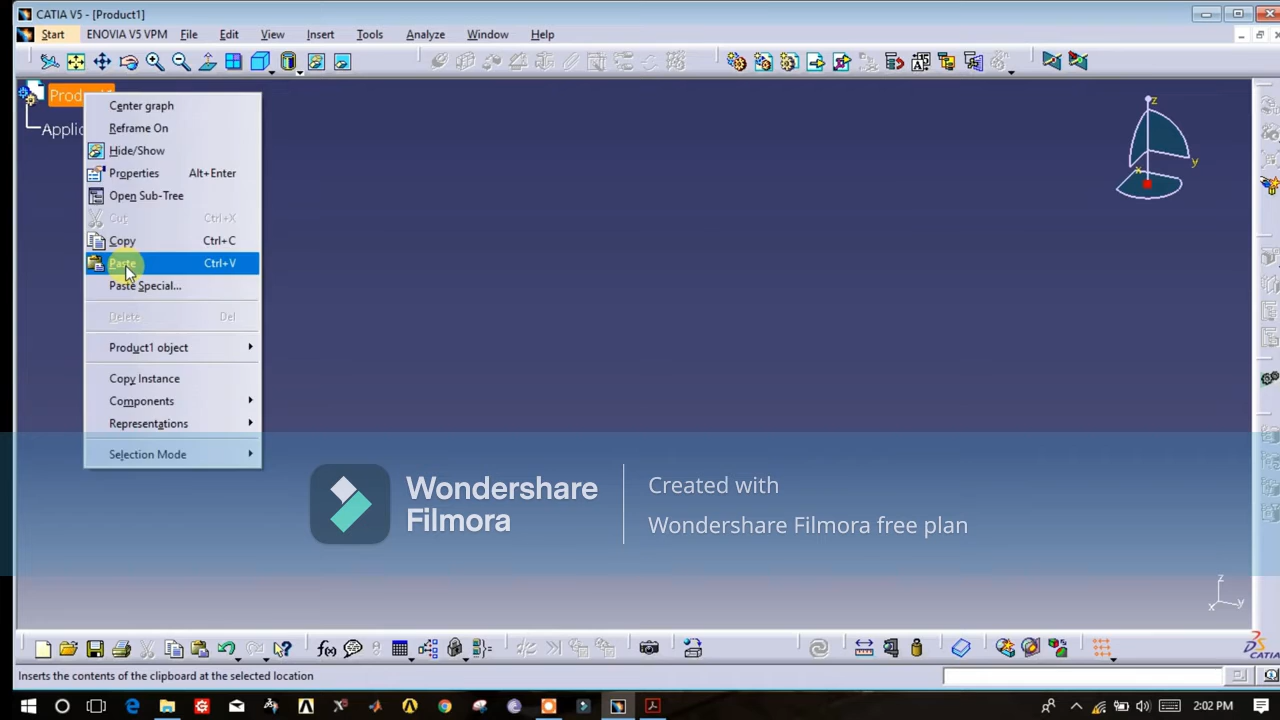 CATIA V5 - [Product1]
Start ENOVIA V5 VPM File Edit View Insert Tools Analyze Window Help
Applic
Center graph
Reframe On
Hide/Show
Properties Alt+Enter
Open Sub-Tree
Cut Ctrl+X
Copy Ctrl+C
Paste Ctrl+V
Paste Special...
Delete Del
Product1 object
Copy Instance
Components
Representations
Selection Mode
z
y
x
Wondershare
Filmora
Created with
Wondershare Filmora free plan
z
x y
f(x)
CATIA
Inserts the contents of the clipboard at the selected location
2:02 PM